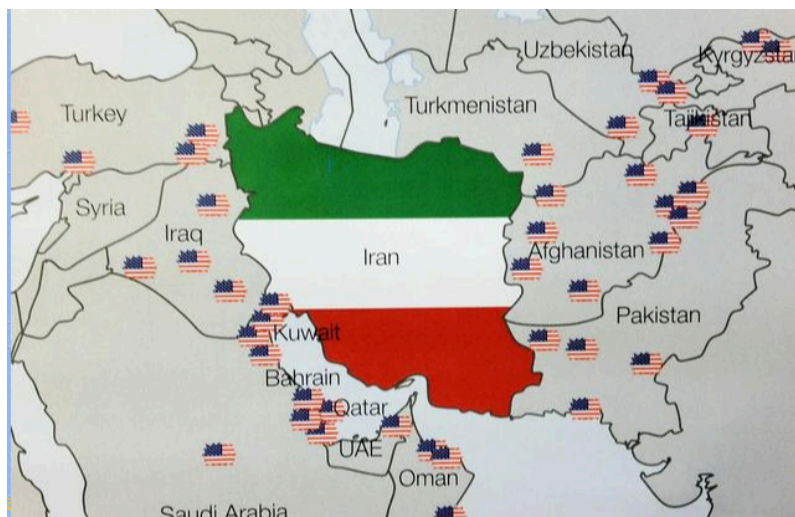 Uzbekistan
Kyrgyzstan
Turkey
Turkmenistan
Tajikistan
Syria
Iraq
Iran
Afghanistan
Pakistan
Kuwait
Bahrain
Qatar
UAE
Oman
Saudi Arabia